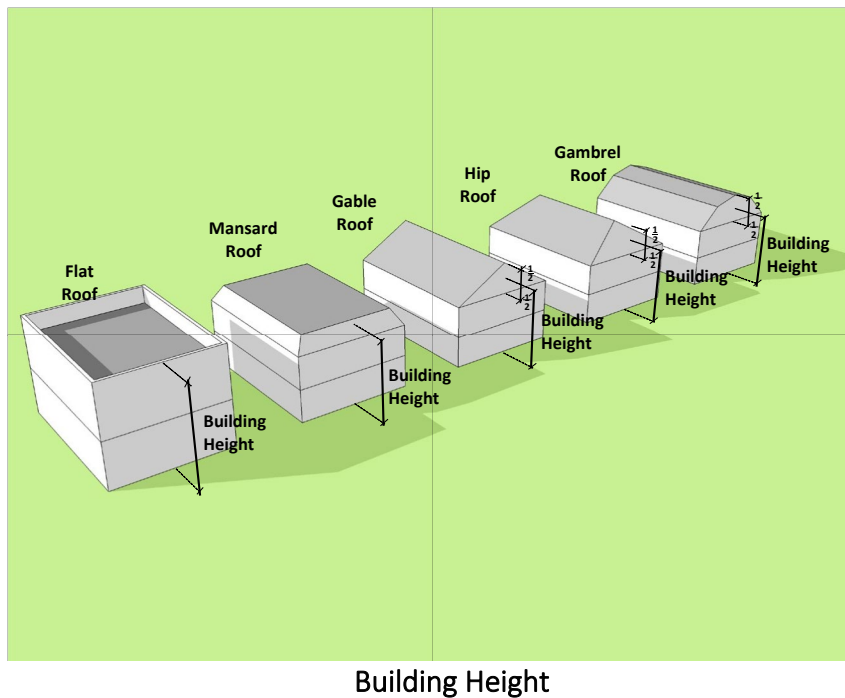 Gambrel
Roof
Hip
Roof
Gable
Roof
Mansard
Roof
Flat
Roof
1
2
1
2
Building
Height
1
2
1
2
Building
Height
1
2
1
2
Building
Height
Building
Height
Building
Height
Building Height